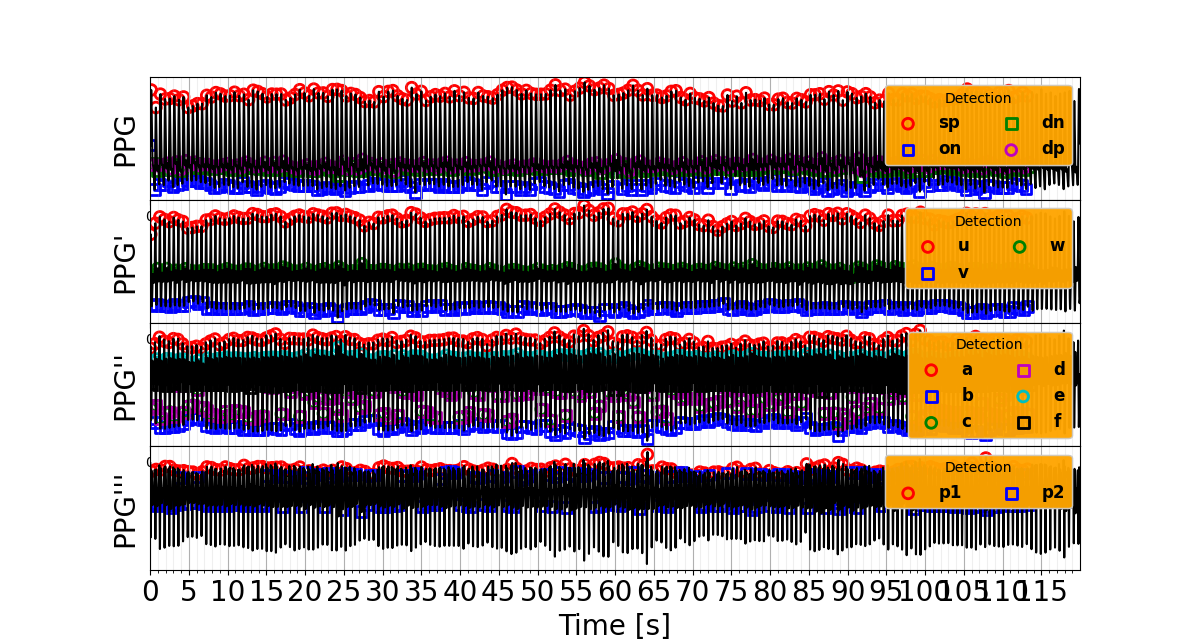 PPG
Detection
sp dn
on dp
PPG'
Detection
u w
v
PPG''
Detection
a d
b e
c f
PPG'''
Detection
p1 p2
0 5 10 15 20 25 30 35 40 45 50 55 60 65 70 75 80 85 90 95 100 105 110 115
Time [s]